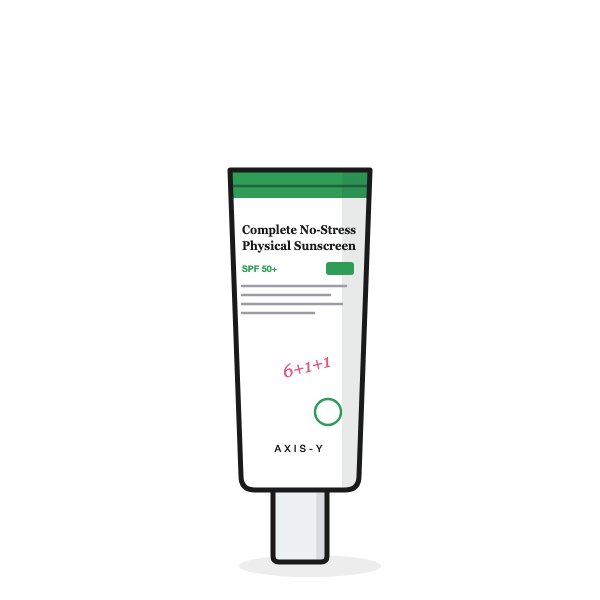 Complete No-Stress
Physical Sunscreen
SPF 50+
6+1+1
AXIS-Y